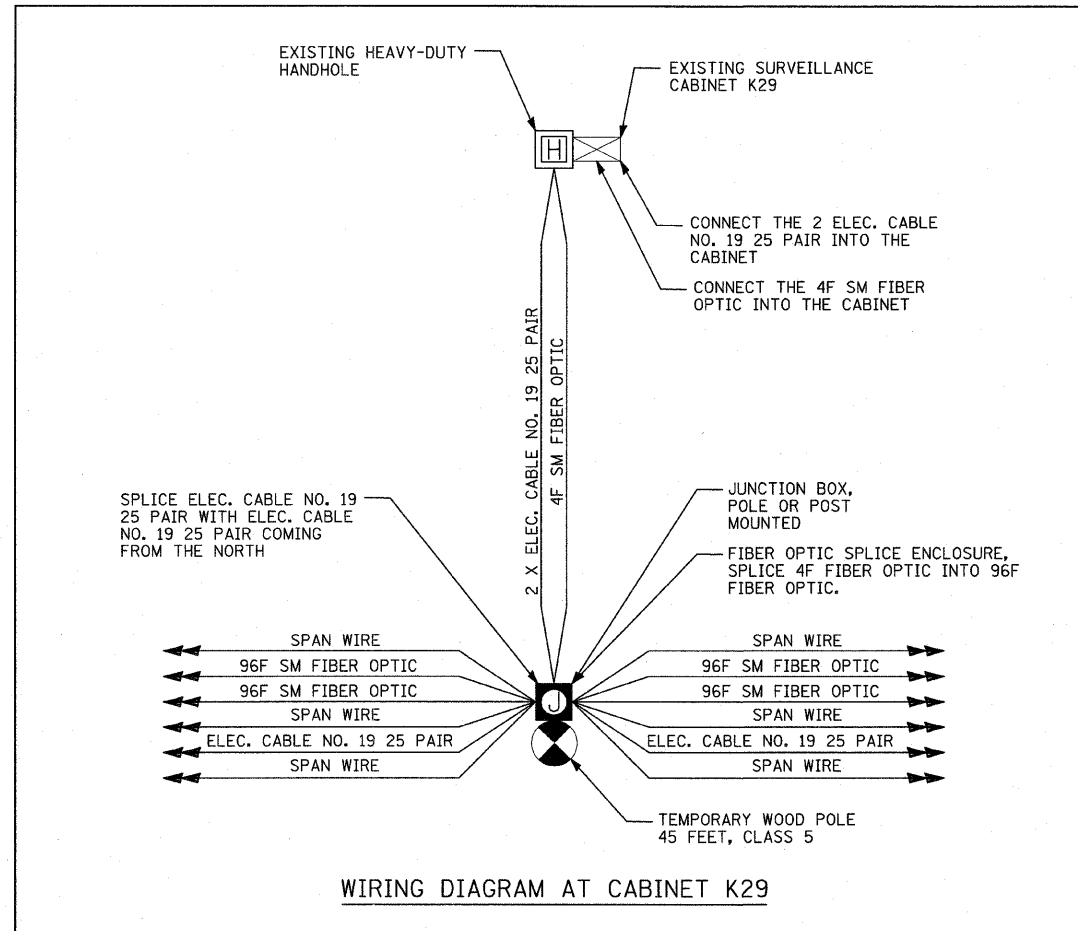 EXISTING HEAVY-DUTY
HANDHOLE
EXISTING SURVEILLANCE
CABINET K29
H
CONNECT THE 2 ELEC. CABLE
NO. 19 25 PAIR INTO THE
CABINET
CONNECT THE 4F SM FIBER
OPTIC INTO THE CABINET
2 X ELEC. CABLE NO. 19 25 PAIR
4F SM FIBER OPTIC
SPLICE ELEC. CABLE NO. 19
25 PAIR WITH ELEC. CABLE
NO. 19 25 PAIR COMING
FROM THE NORTH
JUNCTION BOX,
POLE OR POST
MOUNTED
FIBER OPTIC SPLICE ENCLOSURE,
SPLICE 4F FIBER OPTIC INTO 96F
FIBER OPTIC.
SPAN WIRE
96F SM FIBER OPTIC
96F SM FIBER OPTIC
SPAN WIRE
ELEC. CABLE NO. 19 25 PAIR
SPAN WIRE
J
SPAN WIRE
96F SM FIBER OPTIC
96F SM FIBER OPTIC
SPAN WIRE
ELEC. CABLE NO. 19 25 PAIR
SPAN WIRE
TEMPORARY WOOD POLE
45 FEET, CLASS 5
WIRING DIAGRAM AT CABINET K29